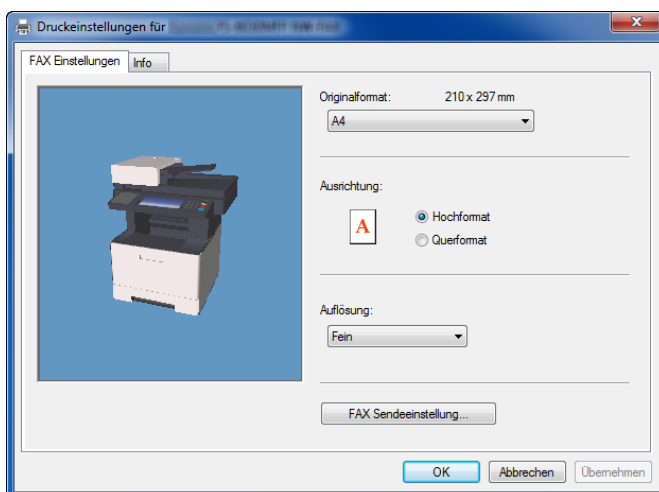 Druckeinstellungen für
FAX Einstellungen
Info
Originalformat: 210 x 297 mm
A4
Ausrichtung:
A
Hochformat
Querformat
Auflösung:
Fein
FAX Sendeeinstellung...
OK
Abbrechen
Übernehmen